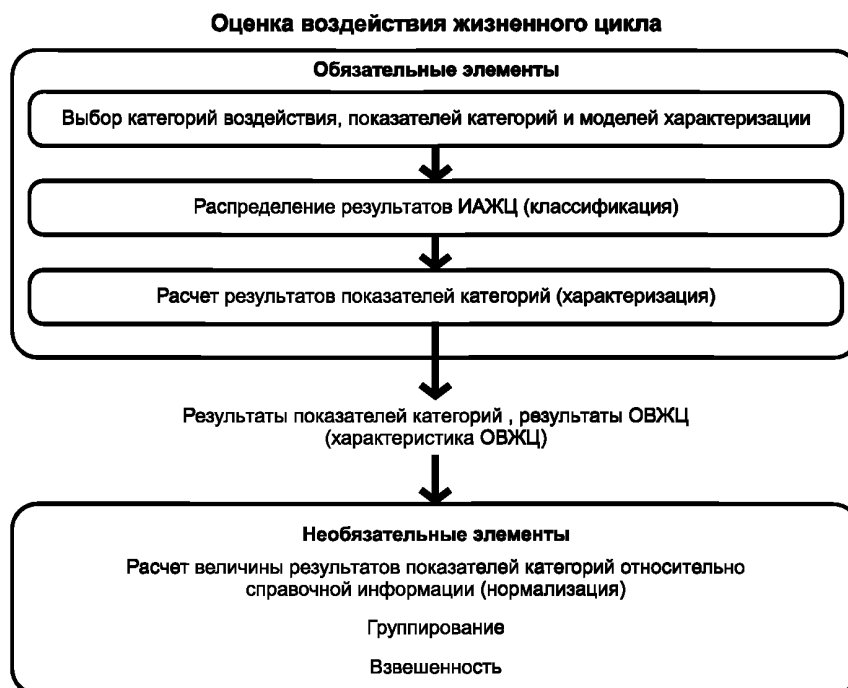 Оценка воздействия жизненного цикла
Обязательные элементы
Выбор категорий воздействия, показателей категорий и моделей характеризации
Распределение результатов ИАЖЦ (классификация)
Расчет результатов показателей категорий (характеризация)
Результаты показателей категорий , результаты ОВЖЦ
(характеристика ОВЖЦ)
Необязательные элементы
Расчет величины результатов показателей категорий относительно
справочной информации (нормализация)
Группирование
Взвешенность